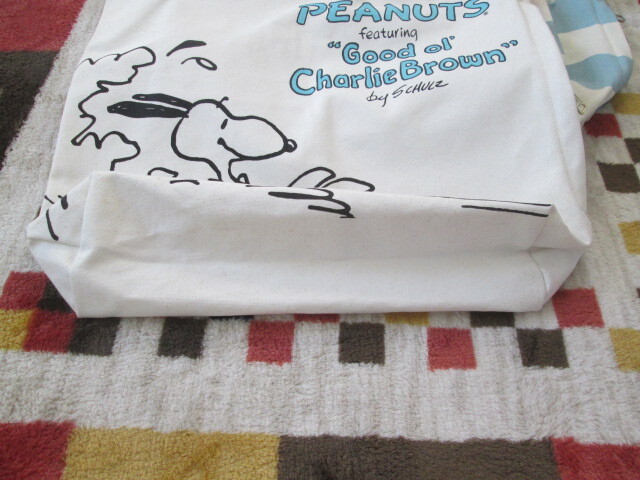 PEANUTS
featuring
"Good ol'
Charlie Brown"
by SCHULZ